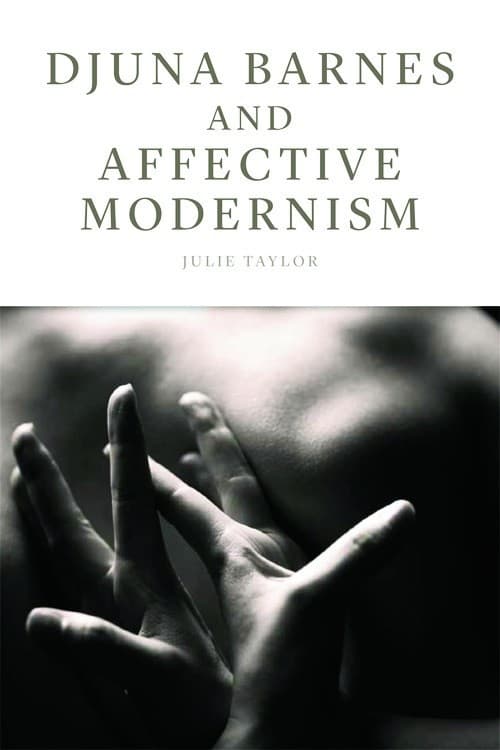 DJUNA BARNES
AND
AFFECTIVE
MODERNISM
JULIE TAYLOR